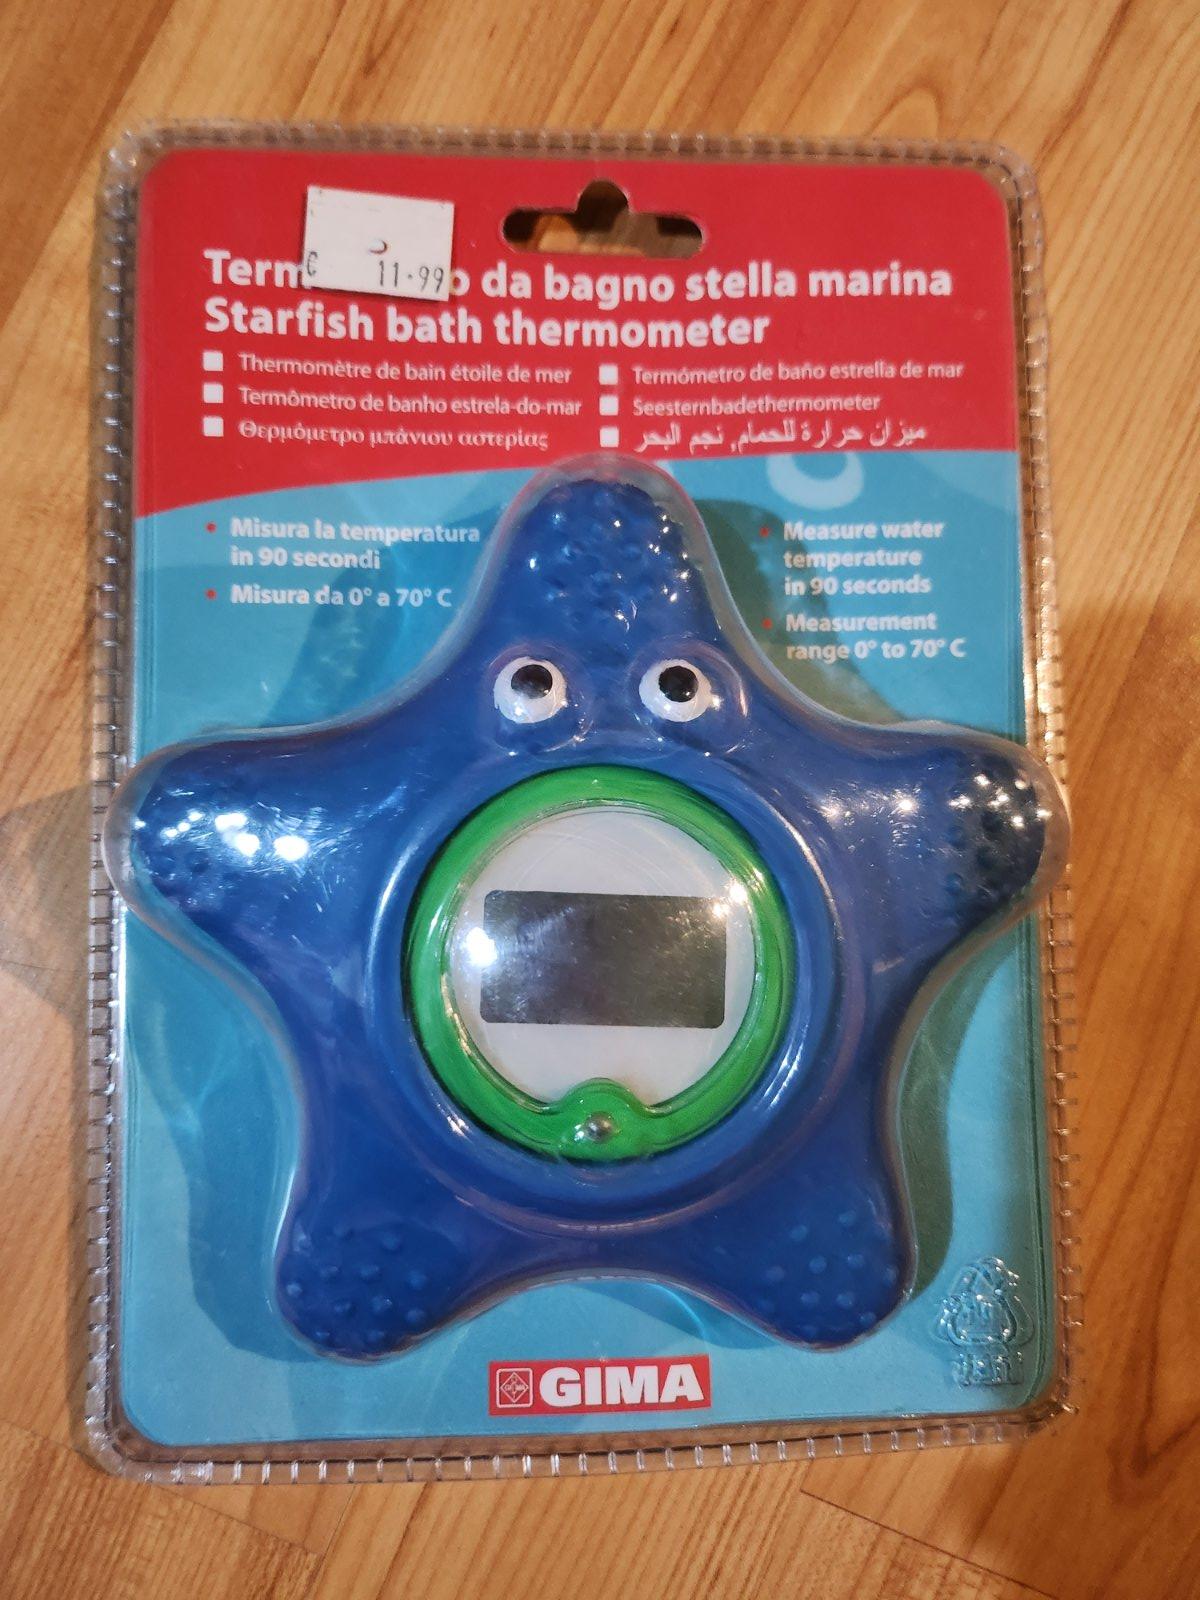 € 11.99
Term o da bagno stella marina
Starfish bath thermometer
Thermomètre de bain étoile de mer
Termômetro de banho estrela-do-mar
Θερμόμετρο μπάνιου αστερίας
Termómetro de baño estrella de mar
Seesternbadethermometer
ميزان حرارة للحمام, نجم البحر
• Misura la temperatura
in 90 secondi
• Misura da 0° a 70° C
• Measure water
temperature
in 90 seconds
• Measurement
range 0° to 70° C
GIMA